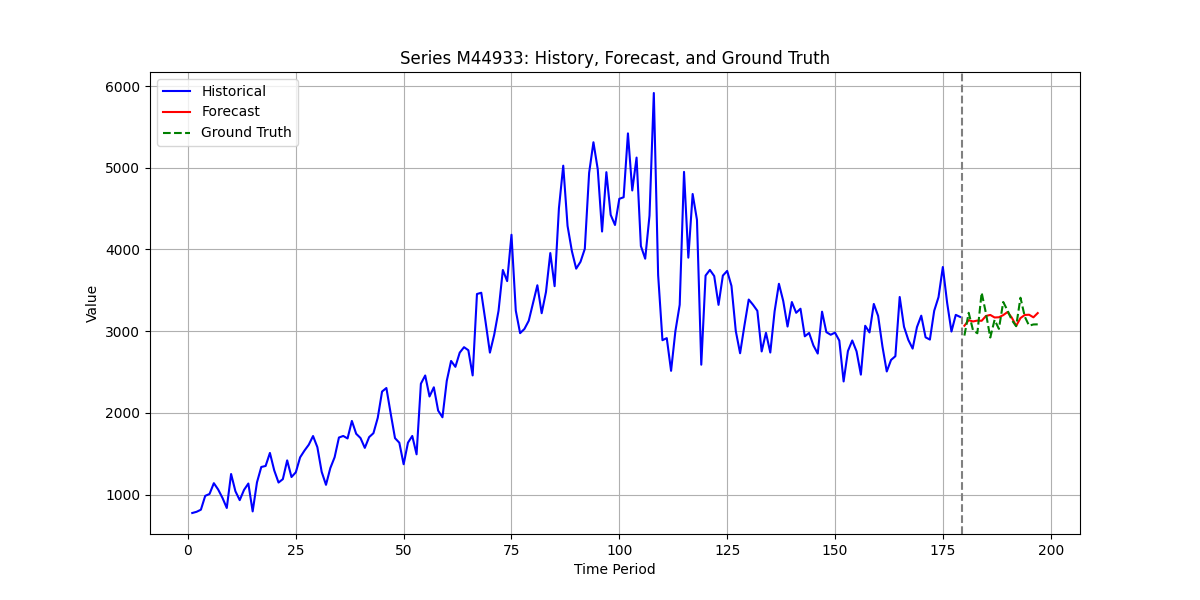 Series M44933: History, Forecast, and Ground Truth
6000
5000
4000
3000
2000
1000
Value
Historical
Forecast
Ground Truth
0 25 50 75 100 125 150 175 200
Time Period